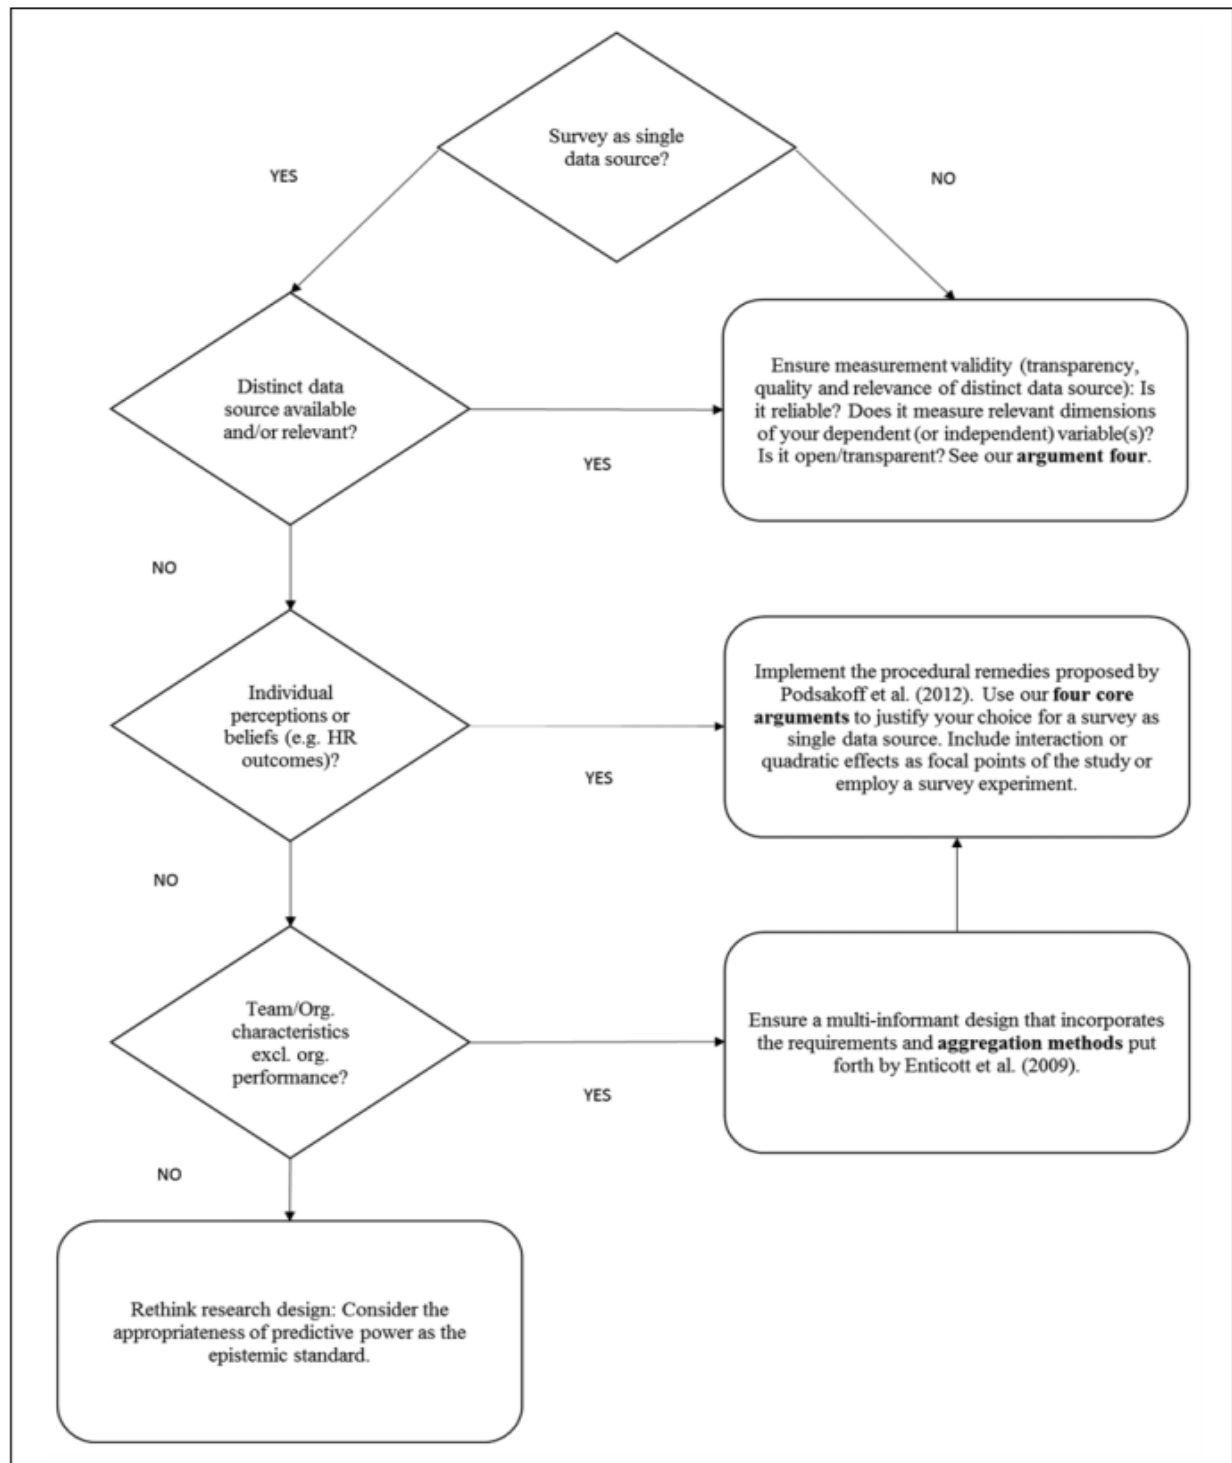 Survey as single
data source?
YES
NO
Distinct data
source available
and/or relevant?
YES
Ensure measurement validity (transparency,
quality and relevance of distinct data source): Is
it reliable? Does it measure relevant dimensions
of your dependent (or independent) variable(s)?
Is it open/transparent? See our argument four.
NO
Individual
perceptions or
beliefs (e.g. HR
outcomes)?
YES
Implement the procedural remedies proposed by
Podsakoff et al. (2012). Use our four core
arguments to justify your choice for a survey as
single data source. Include interaction or
quadratic effects as focal points of the study or
employ a survey experiment.
NO
Team/Org.
characteristics
excl. org.
performance?
YES
Ensure a multi-informant design that incorporates
the requirements and aggregation methods put
forth by Enticott et al. (2009).
NO
Rethink research design: Consider the
appropriateness of predictive power as the
epistemic standard.